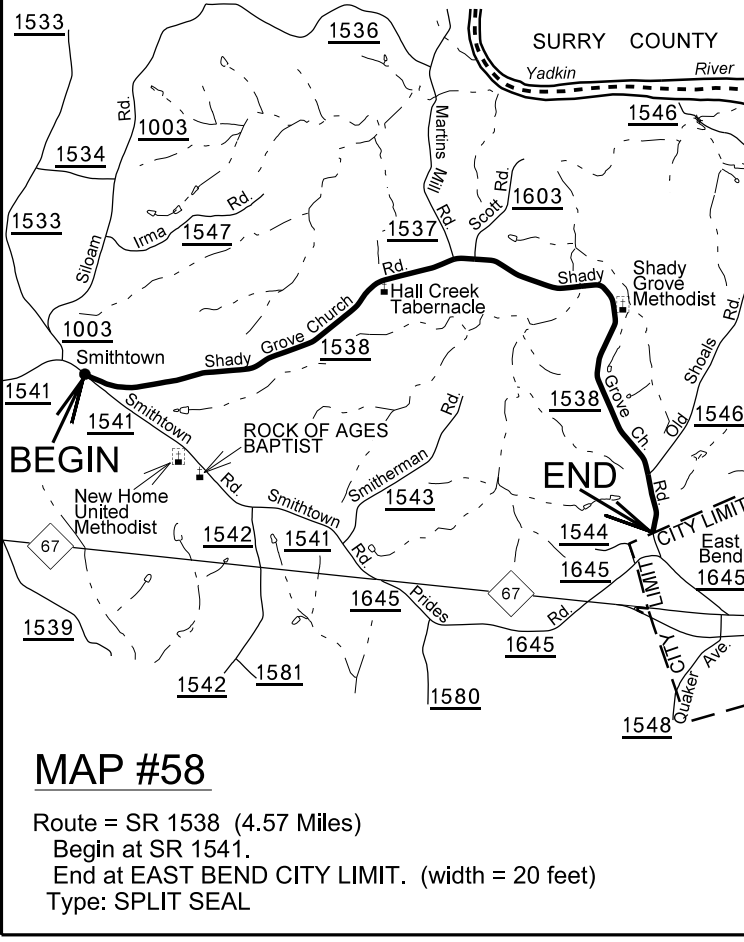 1533
1536
SURRY COUNTY
Yadkin River
1546
Rd.
1003
Martins Mill Rd
1534
Scott Rd.
1603
1533
Irma Rd.
1547
1537
Siloam
Rd.
Shady
Shady
Grove
Methodist
Hall Creek
Tabernacle
1003
Smithtown
Shady Grove Church
1538
Old Shoals Rd.
1541
1541
Smithtown
Rd.
1538
Grove Ch.
Rd
1546
BEGIN
ROCK OF AGES
BAPTIST
Smitherman Rd.
END
New Home
United
Methodist
Smithtown
Rd.
1543
CITY LIMIT
1542
1541
1544
East
Bend
67
1645
1645
1645
67
Prides Rd.
CITY LIMIT
1539
1645
Quaker Ave.
1542
1581
1580
1548
MAP #58
Route = SR 1538 (4.57 Miles)
Begin at SR 1541.
End at EAST BEND CITY LIMIT. (width = 20 feet)
Type: SPLIT SEAL